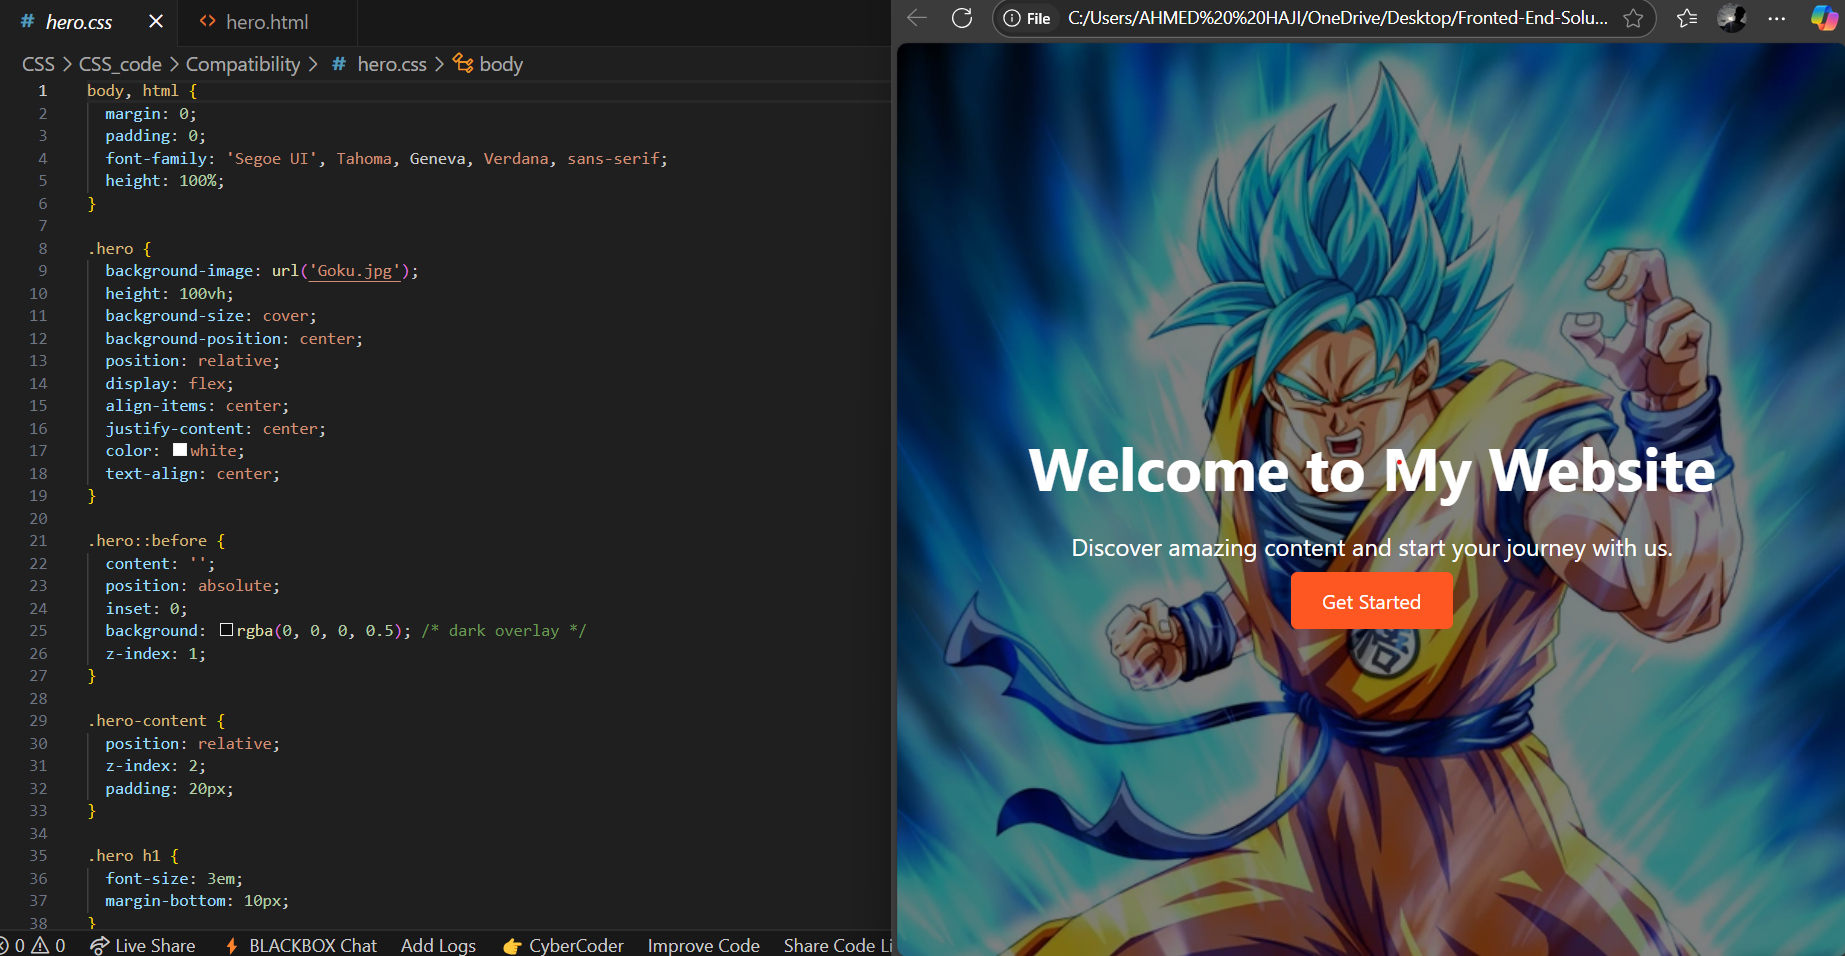 # hero.css × <> hero.html
CSS > CSS_code > Compatibility > # hero.css > body
1 body, html {
2 margin: 0;
3 padding: 0;
4 font-family: 'Segoe UI', Tahoma, Geneva, Verdana, sans-serif;
5 height: 100%;
6 }
7
8 .hero {
9 background-image: url('Goku.jpg');
10 height: 100vh;
11 background-size: cover;
12 background-position: center;
13 position: relative;
14 display: flex;
15 align-items: center;
16 justify-content: center;
17 color: white;
18 text-align: center;
19 }
20
21 .hero::before {
22 content: '';
23 position: absolute;
24 inset: 0;
25 background: rgba(0, 0, 0, 0.5); /* dark overlay */
26 z-index: 1;
27 }
28
29 .hero-content {
30 position: relative;
31 z-index: 2;
32 padding: 20px;
33 }
34
35 .hero h1 {
36 font-size: 3em;
37 margin-bottom: 10px;
38 }
0 0 Live Share BLACKBOX Chat Add Logs CyberCoder Improve Code Share Code Li
File C:/Users/AHMED%20%20HAJI/OneDrive/Desktop/Fronted-End-Solu...
Welcome to My Website
Discover amazing content and start your journey with us.
Get Started
悟